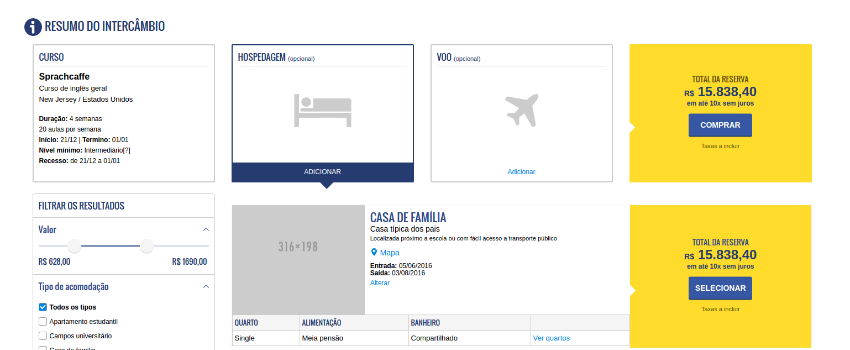 RESUMO DO INTERCÂMBIO
CURSO
Sprachcaffe
Curso de inglês geral
New Jersey / Estados Unidos
Duração: 4 semanas
20 aulas por semana
Início: 21/12 | Termino: 01/01
Nível mínimo: Intermediário[?]
Recesso: de 21/12 a 01/01
HOSPEDAGEM (opcional)
ADICIONAR
VOO (opcional)
Adicionar
TOTAL DA RESERVA
R$ 15.838,40
em até 10x sem juros
COMPRAR
Taxas a incluir
FILTRAR OS RESULTADOS
Valor
R$ 628,00 R$ 1690,00
Tipo de acomodação
Todos os tipos
Apartamento estudantil
Campos universitário
316×198
CASA DE FAMÍLIA
Casa típica dos pais
Localizada próximo a escola ou com fácil acesso a transporte público
Mapa
Entrada: 05/06/2016
Saída: 03/08/2016
Alterar
QUARTO ALIMENTAÇÃO BANHEIRO
Single Meia pensão Compartilhado Ver quartos
TOTAL DA RESERVA
R$ 15.838,40
em até 10x sem juros
SELECIONAR
Taxas a incluir